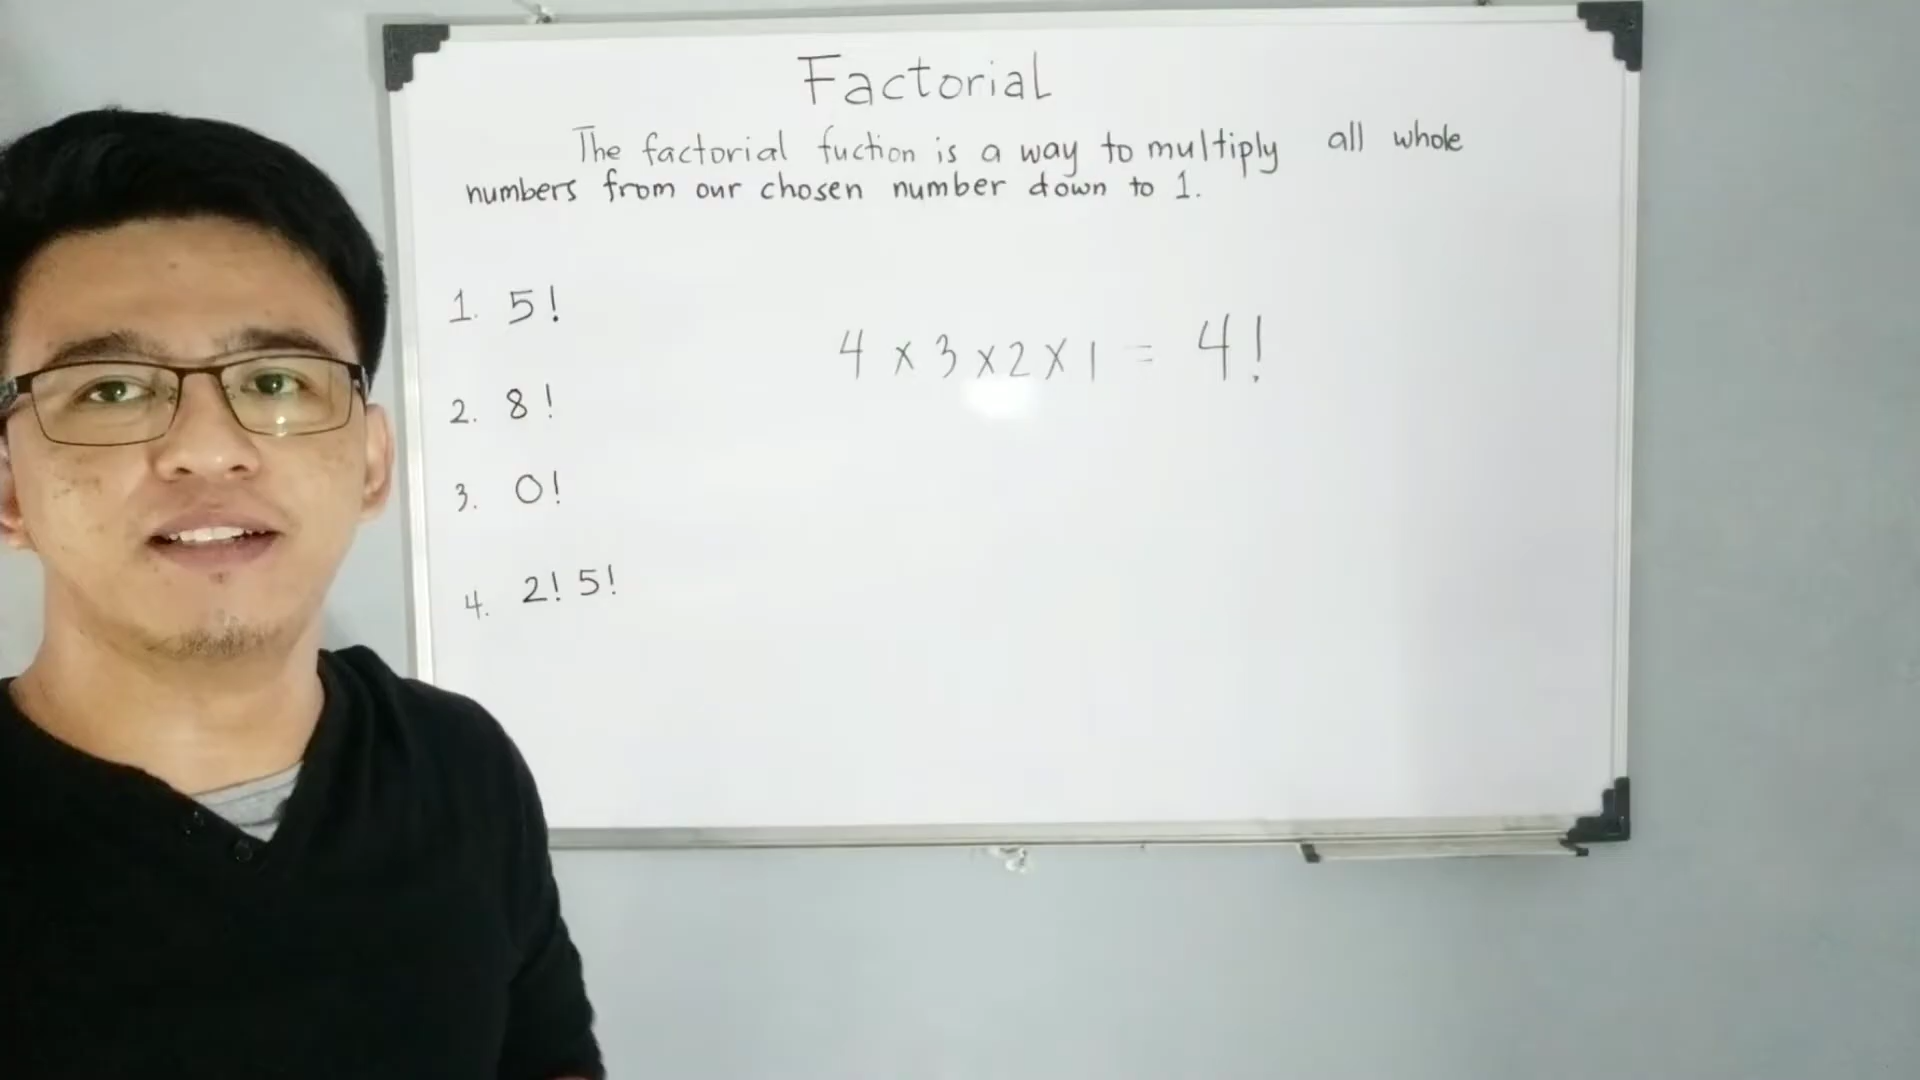 Factorial
The factorial fuction is a way to multiply all whole
numbers from our chosen number down to 1.
1. 5!
4 x 3 x 2 x 1 = 4!
2. 8!
3. 0!
4. 2! 5!